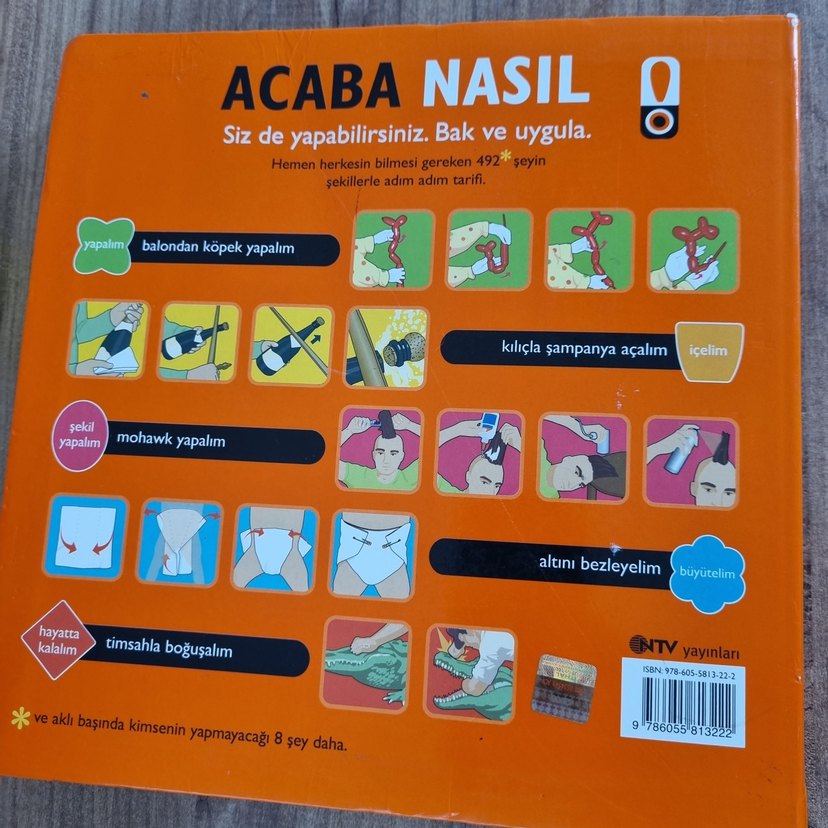 ACABA NASIL
Siz de yapabilirsiniz. Bak ve uygula.
Hemen herkesin bilmesi gereken 492* şeyin
şekillerle adım adım tarifi.
yapalım
balondan köpek yapalım
kılıçla şampanya açalım
içelim
şekil
yapalım
mohawk yapalım
altını bezleyelim
büyütelim
hayatta
kalalım
timsahla boğuşalım
NTV yayınları
ISBN: 978-605-5813-22-2
9 786055 813222
* ve aklı başında kimsenin yapmayacağı 8 şey daha.